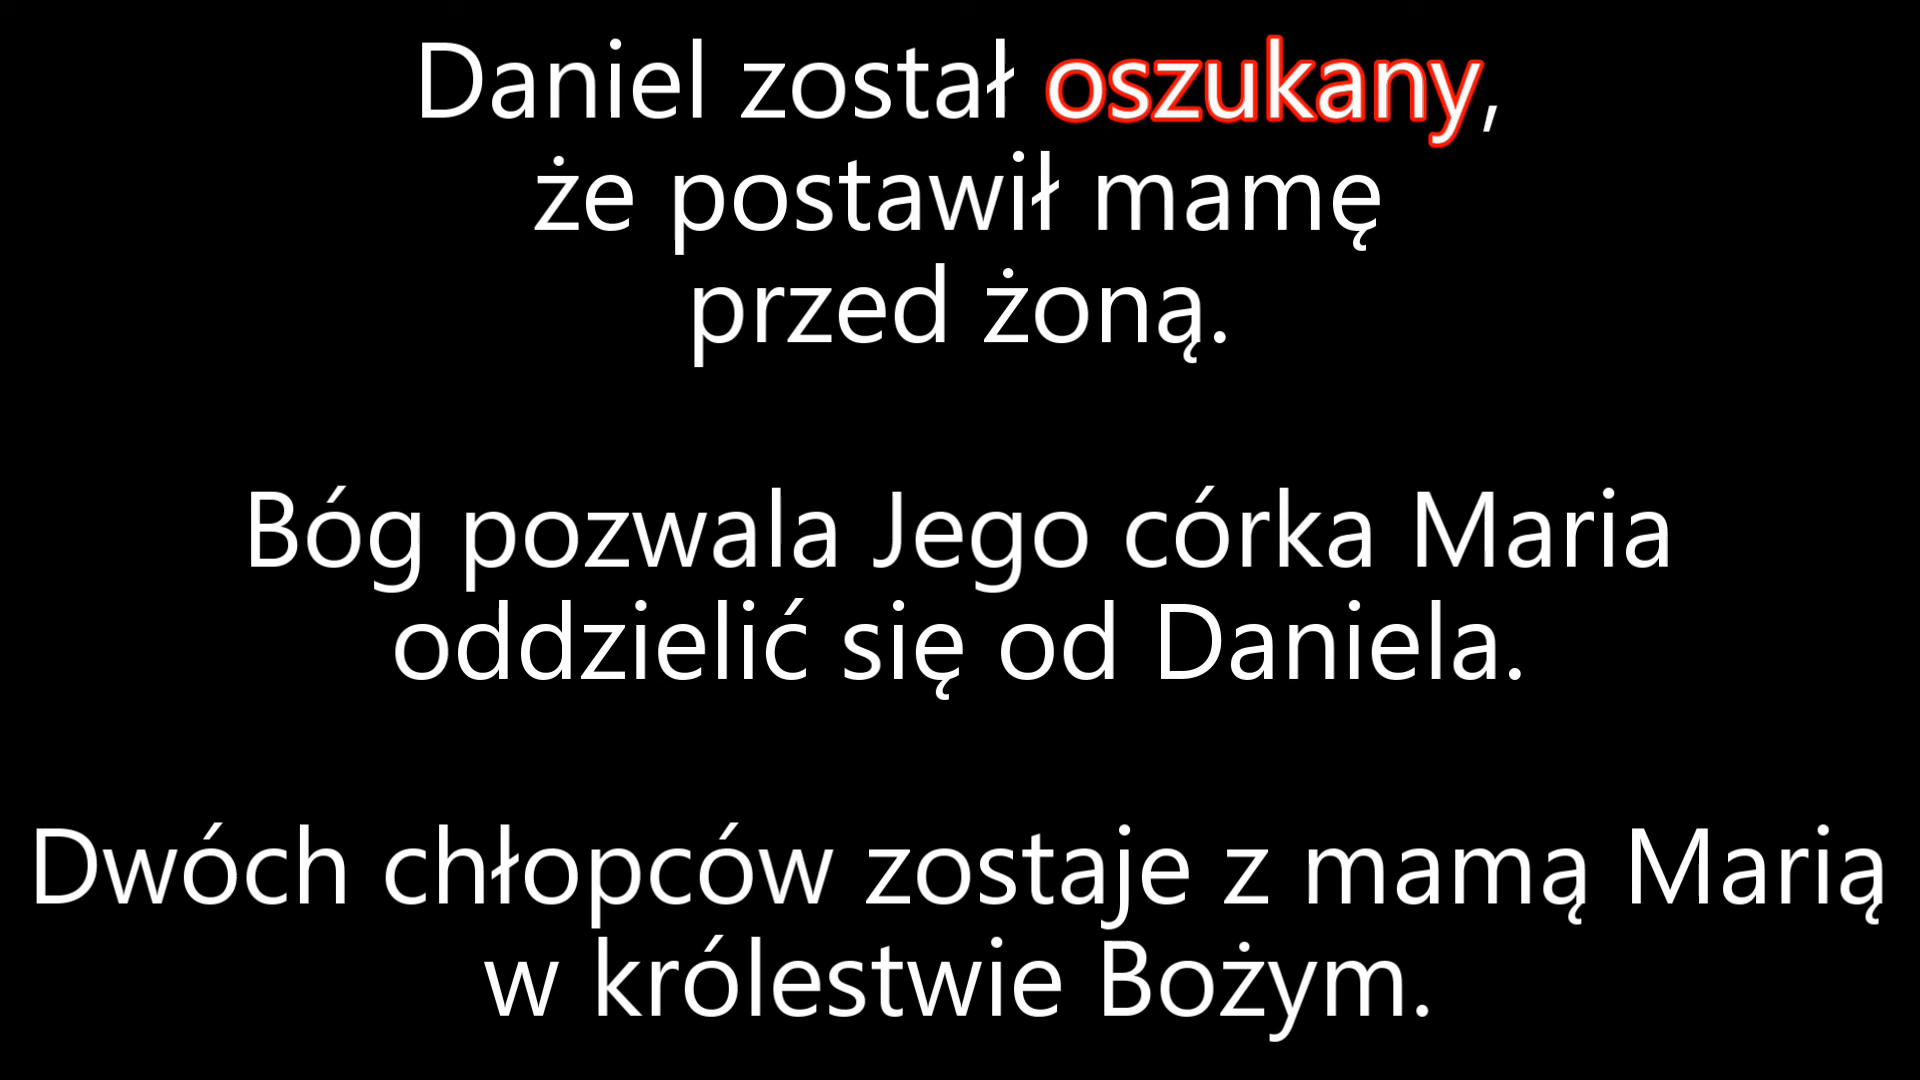 Daniel został oszukany,
że postawił mamę
przed żoną.
Bóg pozwala Jego córka Maria
oddzielić się od Daniela.
Dwóch chłopców zostaje z mamą Marią
w królestwie Bożym.